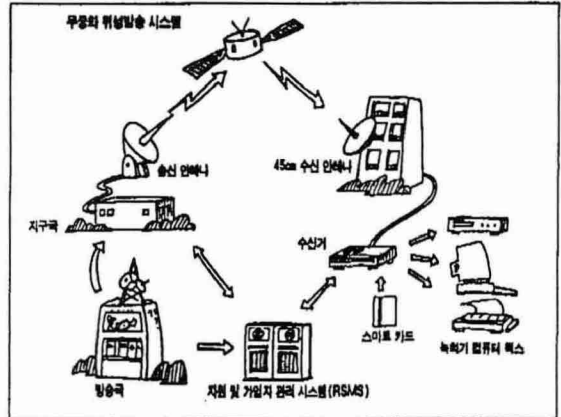 무궁화 위성방송 시스템
송신 안테나
45cm 수신 안테나
지구국
수신기
스마트 카드
녹화기 컴퓨터 팩스
방송국
자원 및 가입자 관리 시스템(RSMS)